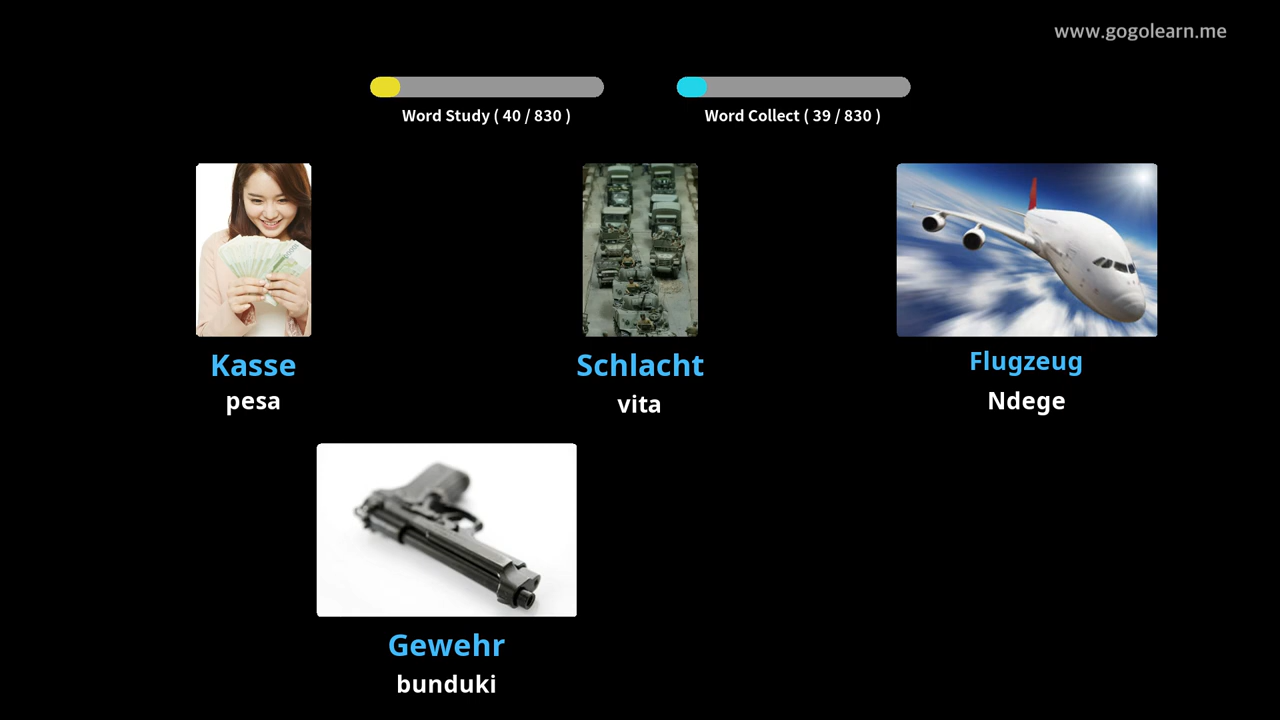 www.gogolearn.me
Word Study ( 40 / 830 )
Word Collect ( 39 / 830 )
Kasse
pesa
Schlacht
vita
Flugzeug
Ndege
Gewehr
bunduki